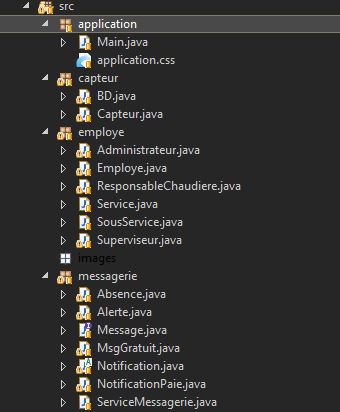 src
application
Main.java
application.css
capteur
BD.java
Capteur.java
employe
Administrateur.java
Employe.java
ResponsableChaudiere.java
Service.java
SousService.java
Superviseur.java
images
messagerie
Absence.java
Alerte.java
Message.java
MsgGratuit.java
Notification.java
NotificationPaie.java
ServiceMessagerie.java